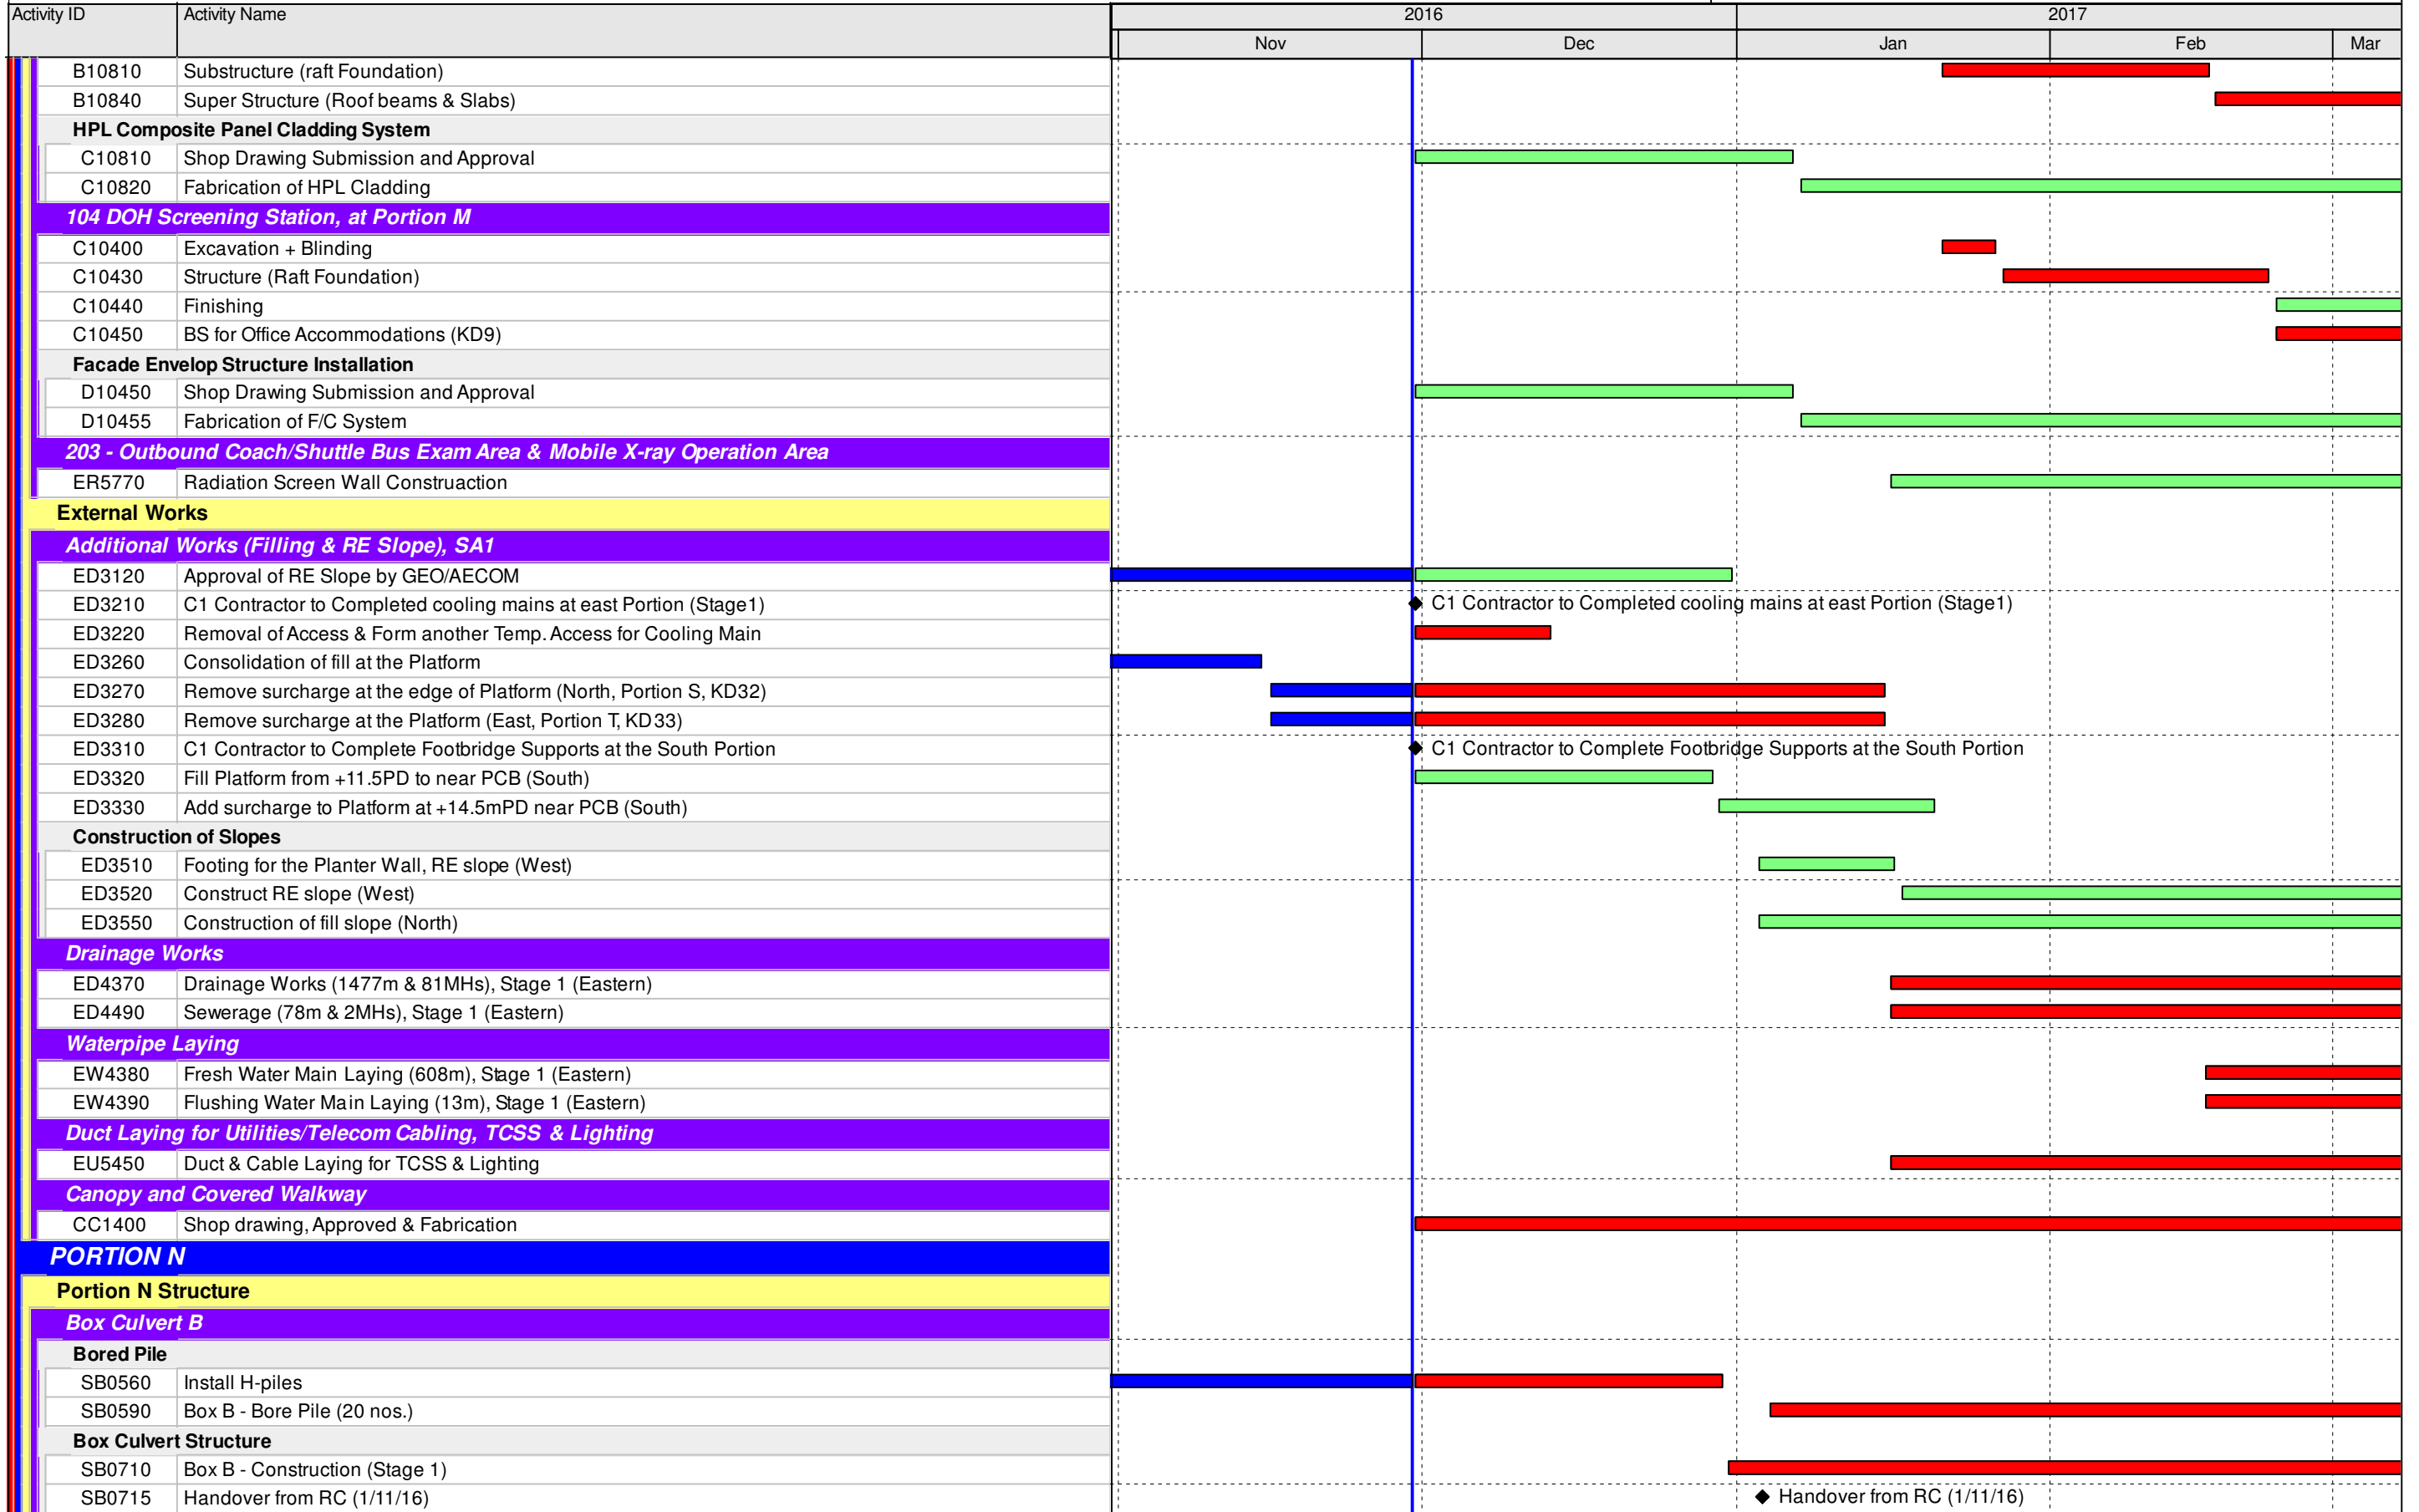 Activity ID Activity Name 2016 2017
Nov Dec Jan Feb Mar
B10810 Substructure (raft Foundation)
B10840 Super Structure (Roof beams & Slabs)
HPL Composite Panel Cladding System
C10810 Shop Drawing Submission and Approval
C10820 Fabrication of HPL Cladding
104 DOH Screening Station, at Portion M
C10400 Excavation + Blinding
C10430 Structure (Raft Foundation)
C10440 Finishing
C10450 BS for Office Accommodations (KD9)
Facade Envelop Structure Installation
D10450 Shop Drawing Submission and Approval
D10455 Fabrication of F/C System
203 - Outbound Coach/Shuttle Bus Exam Area & Mobile X-ray Operation Area
ER5770 Radiation Screen Wall Construaction
External Works
Additional Works (Filling & RE Slope), SA1
ED3120 Approval of RE Slope by GEO/AECOM
ED3210 C1 Contractor to Completed cooling mains at east Portion (Stage1) C1 Contractor to Completed cooling mains at east Portion (Stage1)
ED3220 Removal of Access & Form another Temp. Access for Cooling Main
ED3260 Consolidation of fill at the Platform
ED3270 Remove surcharge at the edge of Platform (North, Portion S, KD32)
ED3280 Remove surcharge at the Platform (East, Portion T, KD33)
ED3310 C1 Contractor to Complete Footbridge Supports at the South Portion C1 Contractor to Complete Footbridge Supports at the South Portion
ED3320 Fill Platform from +11.5PD to near PCB (South)
ED3330 Add surcharge to Platform at +14.5mPD near PCB (South)
Construction of Slopes
ED3510 Footing for the Planter Wall, RE slope (West)
ED3520 Construct RE slope (West)
ED3550 Construction of fill slope (North)
Drainage Works
ED4370 Drainage Works (1477m & 81MHs), Stage 1 (Eastern)
ED4490 Sewerage (78m & 2MHs), Stage 1 (Eastern)
Waterpipe Laying
EW4380 Fresh Water Main Laying (608m), Stage 1 (Eastern)
EW4390 Flushing Water Main Laying (13m), Stage 1 (Eastern)
Duct Laying for Utilities/Telecom Cabling, TCSS & Lighting
EU5450 Duct & Cable Laying for TCSS & Lighting
Canopy and Covered Walkway
CC1400 Shop drawing, Approved & Fabrication
PORTION N
Portion N Structure
Box Culvert B
Bored Pile
SB0560 Install H-piles
SB0590 Box B - Bore Pile (20 nos.)
Box Culvert Structure
SB0710 Box B - Construction (Stage 1)
SB0715 Handover from RC (1/11/16) Handover from RC (1/11/16)